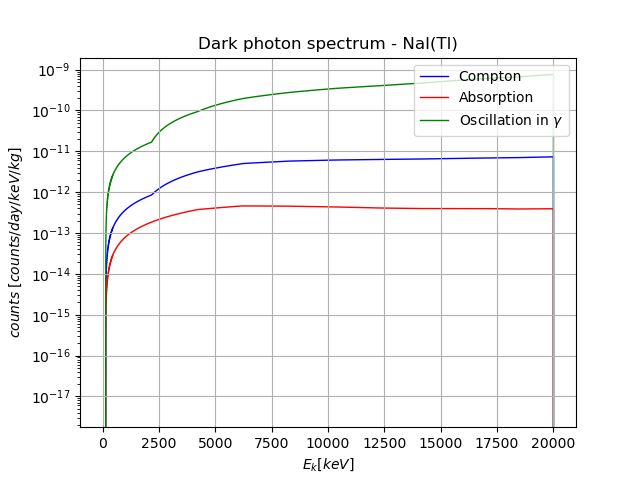 Dark photon spectrum - NaI(Tl)
Compton
Absorption
Oscillation in γ
counts [counts/day/keV/kg]
10⁻⁹
10⁻¹⁰
10⁻¹¹
10⁻¹²
10⁻¹³
10⁻¹⁴
10⁻¹⁵
10⁻¹⁶
10⁻¹⁷
0 2500 5000 7500 10000 12500 15000 17500 20000
Eₖ[keV]